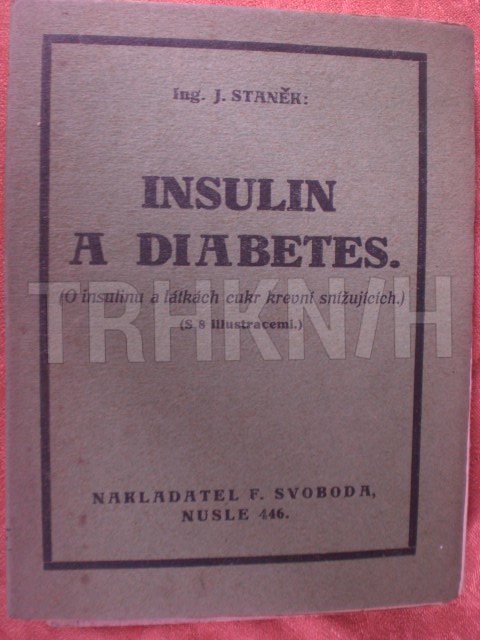 Ing. J. STANĚK:
INSULIN
A DIABETES.
(O insulinu a látkách cukr krevní snižujících.)
(S 8 illustracemi.)
TRHKNIH
NAKLADATEL F. SVOBODA,
NUSLE 446.